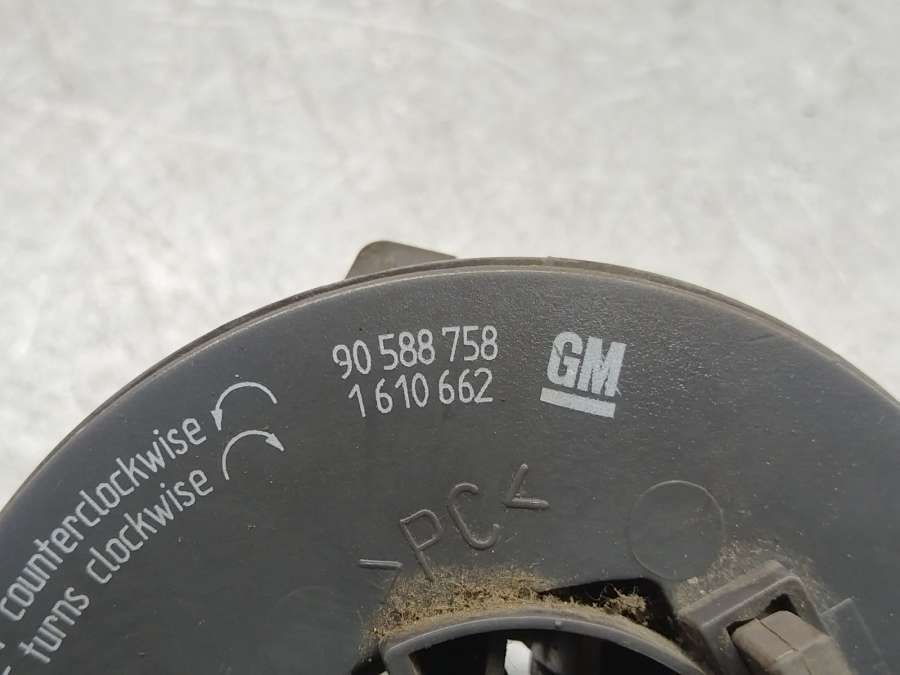 90 588 758
1 610 662
GM
counterclockwise
turns clockwise
>PC<